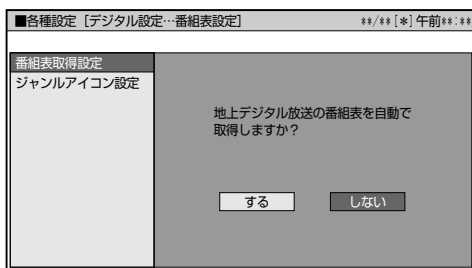 ■各種設定［デジタル設定…番組表設定］ **/**[*]午前**:**
番組表取得設定
ジャンルアイコン設定
地上デジタル放送の番組表を自動で
取得しますか？
する しない